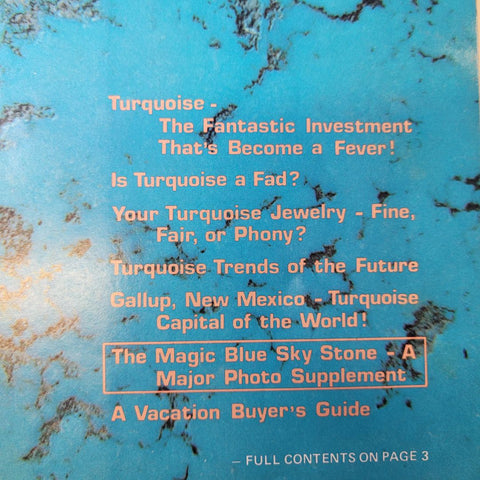 Turquoise -
The Fantastic Investment
That's Become a Fever!
Is Turquoise a Fad?
Your Turquoise Jewelry - Fine,
Fair, or Phony?
Turquoise Trends of the Future
Gallup, New Mexico - Turquoise
Capital of the World!
The Magic Blue Sky Stone - A
Major Photo Supplement
A Vacation Buyer's Guide
— FULL CONTENTS ON PAGE 3